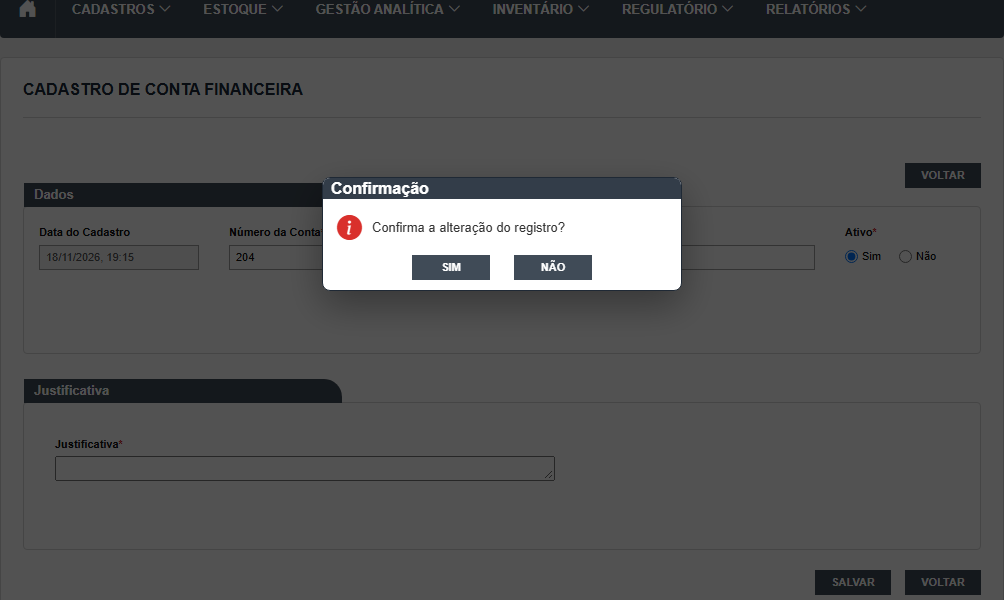 CADASTROS ESTOQUE GESTÃO ANALÍTICA INVENTÁRIO REGULATÓRIO RELATÓRIOS
CADASTRO DE CONTA FINANCEIRA
VOLTAR
Dados
Data do Cadastro
18/11/2026, 19:15
Número da Conta
204
Ativo*
Sim Não
Confirmação
Confirma a alteração do registro?
SIM NÃO
Justificativa
Justificativa*
SALVAR VOLTAR